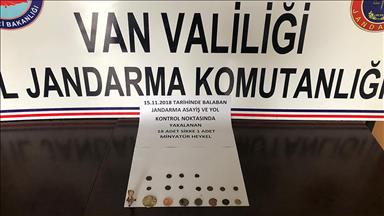 VAN VALİLİĞİ
L JANDARMA KOMUTANLIĞI
15.11.2018 TARİHİNDE BALABAN
JANDARMA ASAYİŞ VE YOL
KONTROL NOKTASINDA
YAKALANAN
18 ADET SİKKE 1 ADET
MİNYATÜR HEYKEL